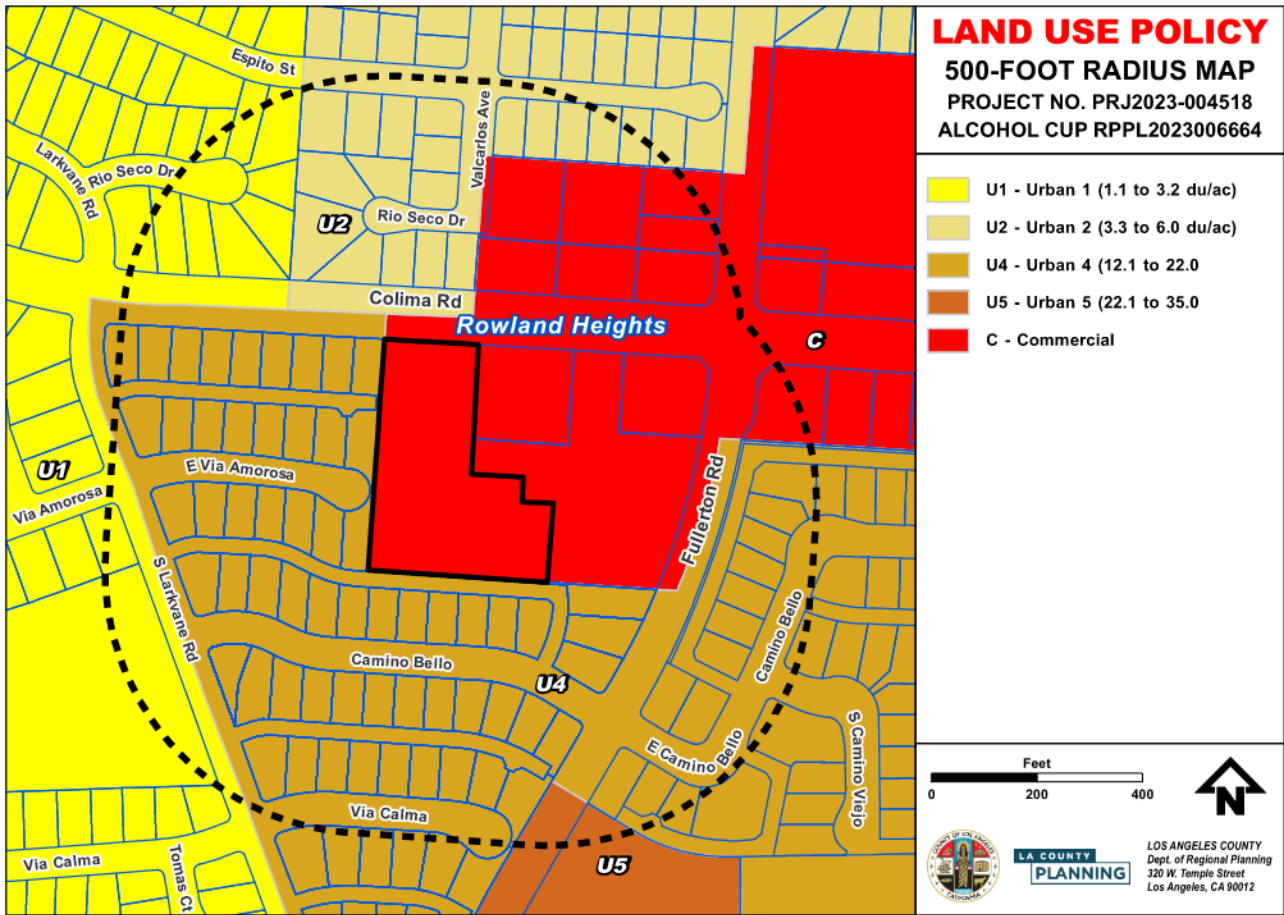 LAND USE POLICY
500-FOOT RADIUS MAP
PROJECT NO. PRJ2023-004518
ALCOHOL CUP RPPL2023006664
U1 - Urban 1 (1.1 to 3.2 du/ac)
U2 - Urban 2 (3.3 to 6.0 du/ac)
U4 - Urban 4 (12.1 to 22.0
U5 - Urban 5 (22.1 to 35.0
C - Commercial
Espito St
Valcarlos Ave
Larkvane Rd
Rio Seco Dr
U2
Rio Seco Dr
Colima Rd
Rowland Heights
C
U1
E Via Amorosa
Via Amorosa
Fullerton Rd
S Larkvane Rd
Camino Bello
Camino Bello
U4
E Camino Bello
S Camino Viejo
Via Calma
Via Calma
Tomas Ct
U5
Feet
0 200 400
N
COUNTY OF LOS ANGELES
CALIFORNIA
LA COUNTY
PLANNING
LOS ANGELES COUNTY
Dept. of Regional Planning
320 W. Temple Street
Los Angeles, CA 90012